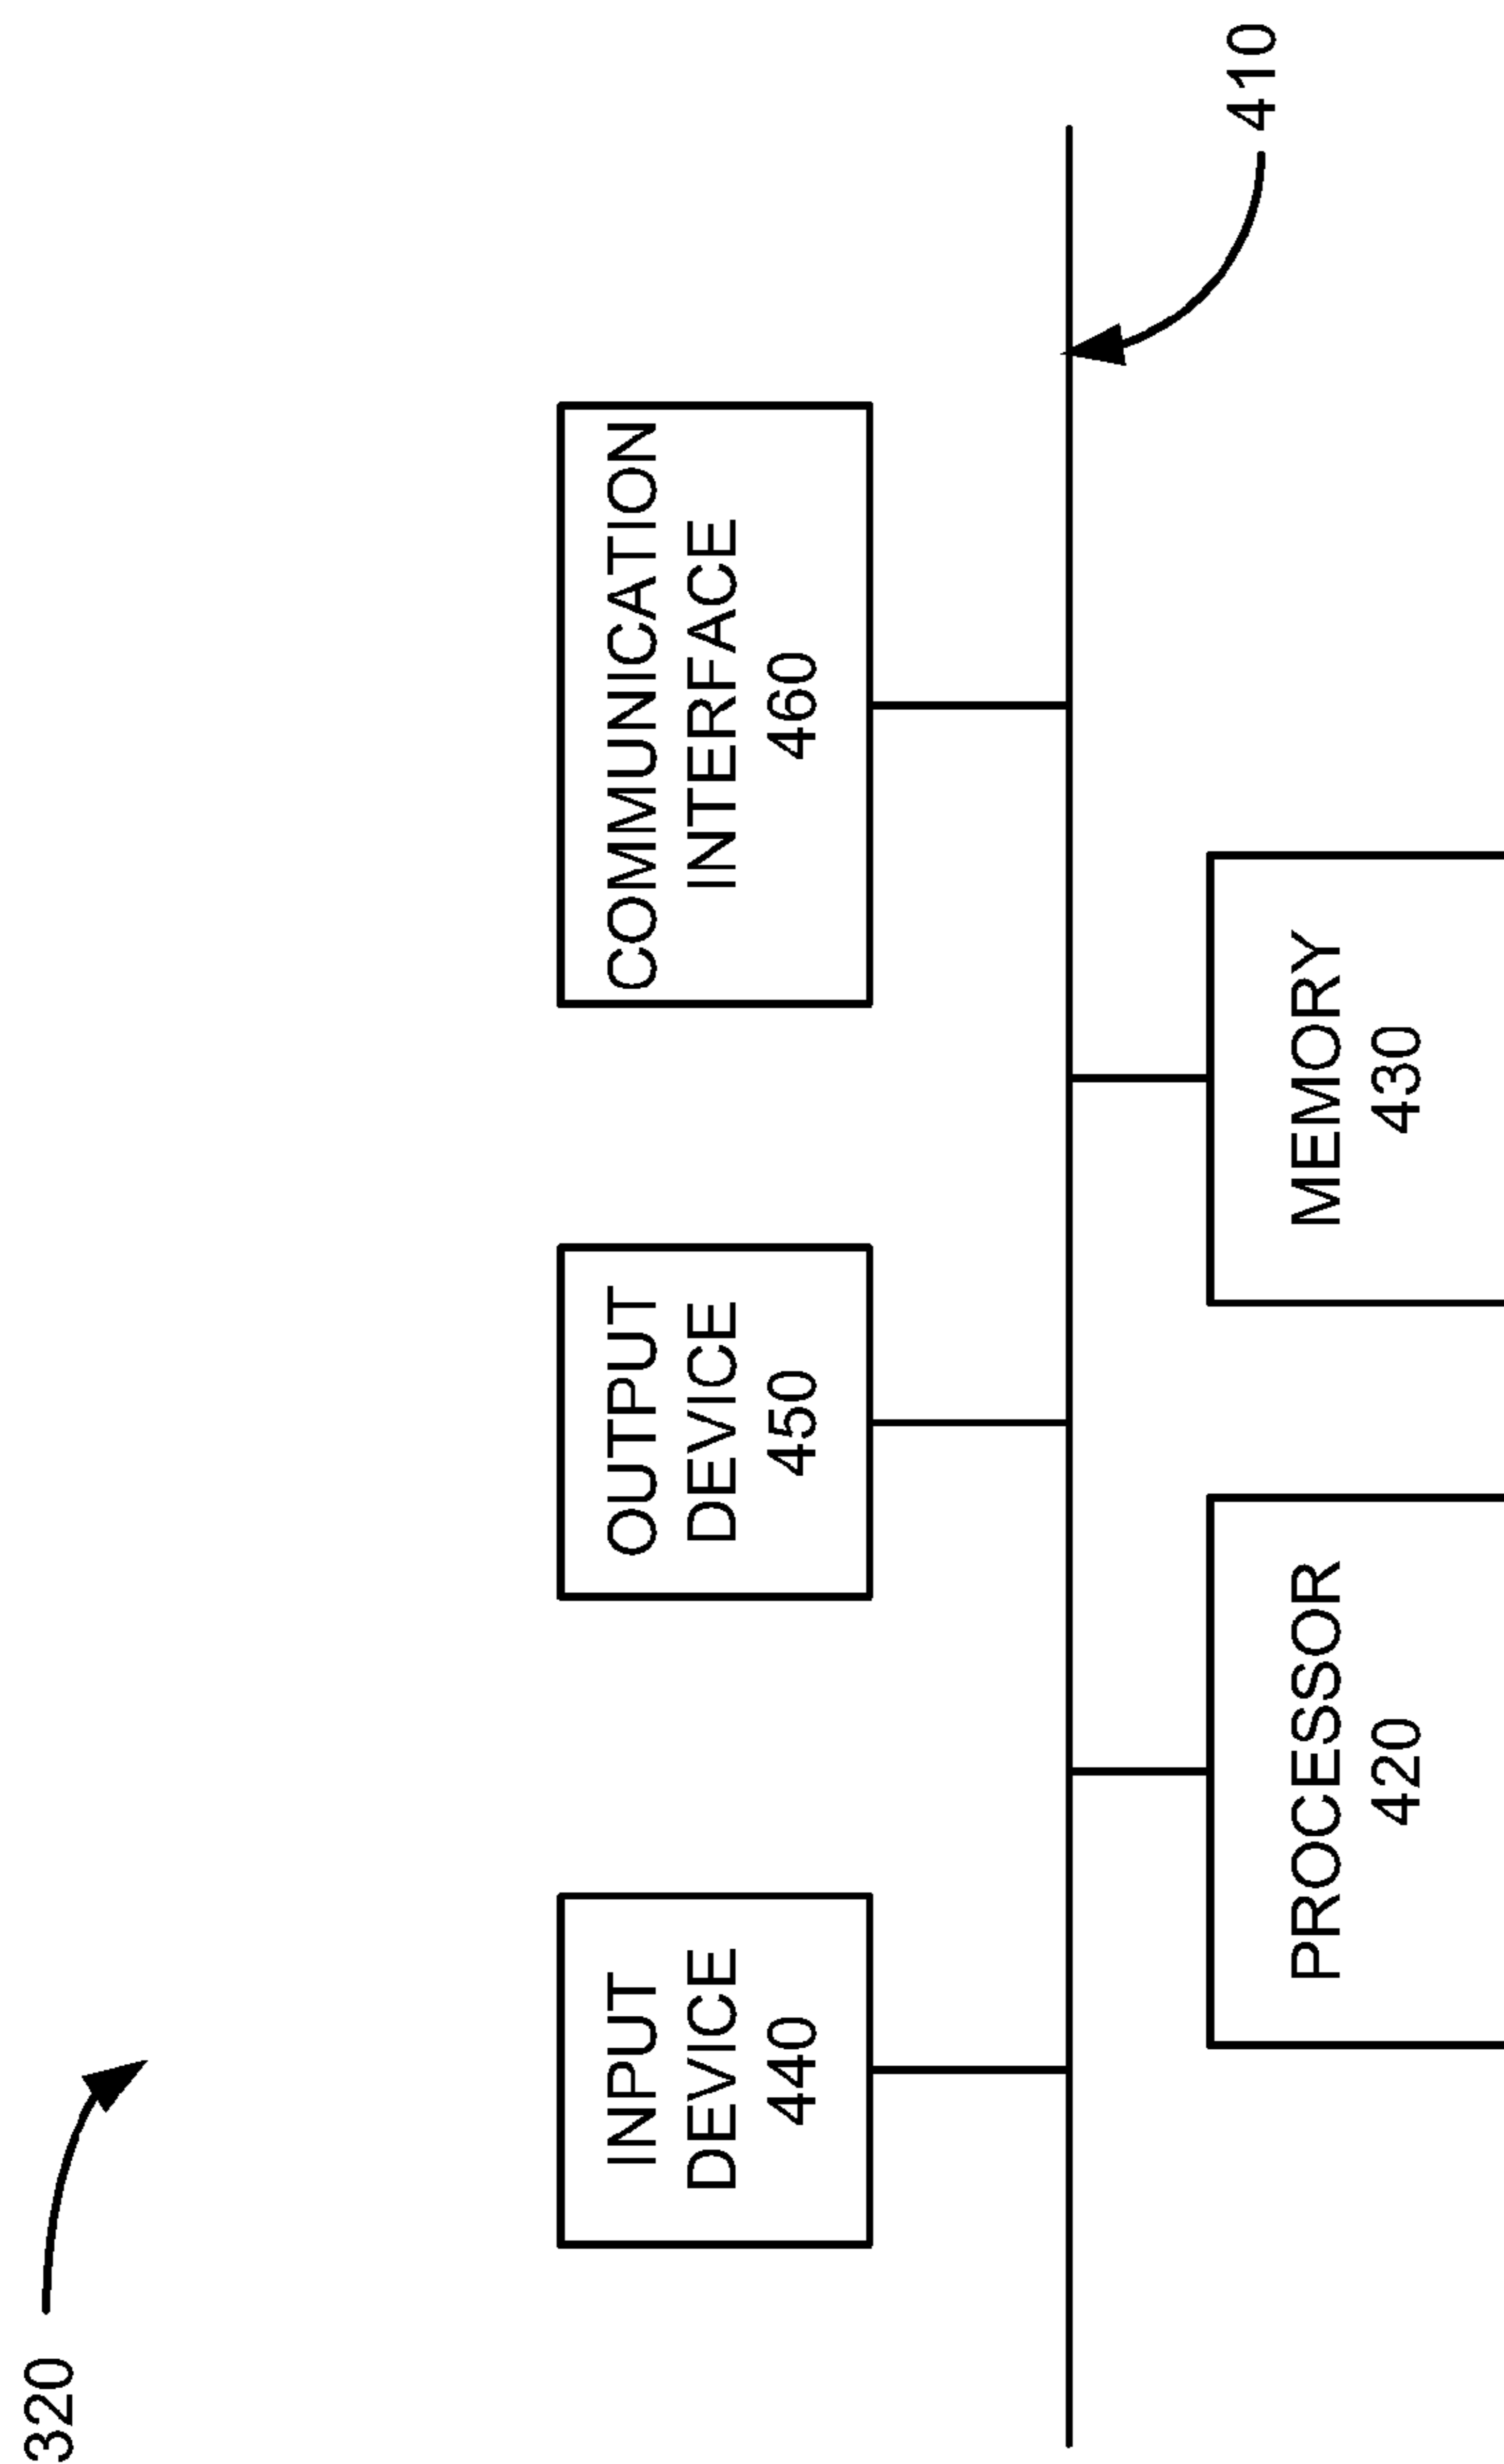 320
INPUT
DEVICE
440
OUTPUT
DEVICE
450
COMMUNICATION
INTERFACE
460
410
PROCESSOR
420
MEMORY
430